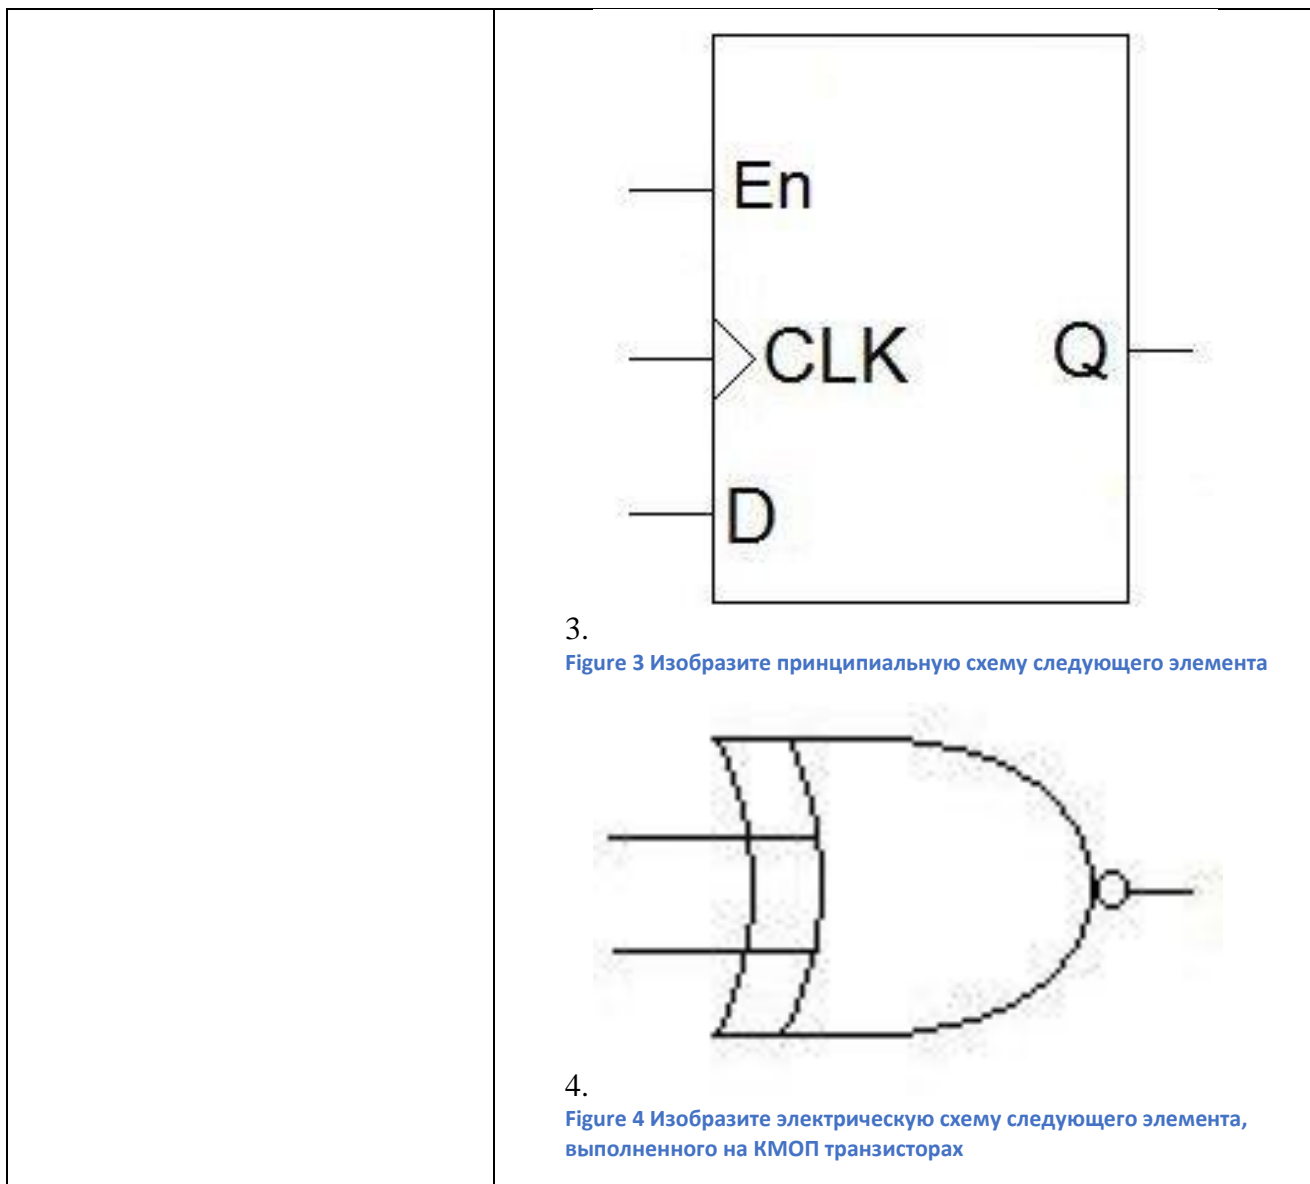 En
CLK
Q
D
3.
Figure 3 Изобразите принципиальную схему следующего элемента
4.
Figure 4 Изобразите электрическую схему следующего элемента,
выполненного на КМОП транзисторах